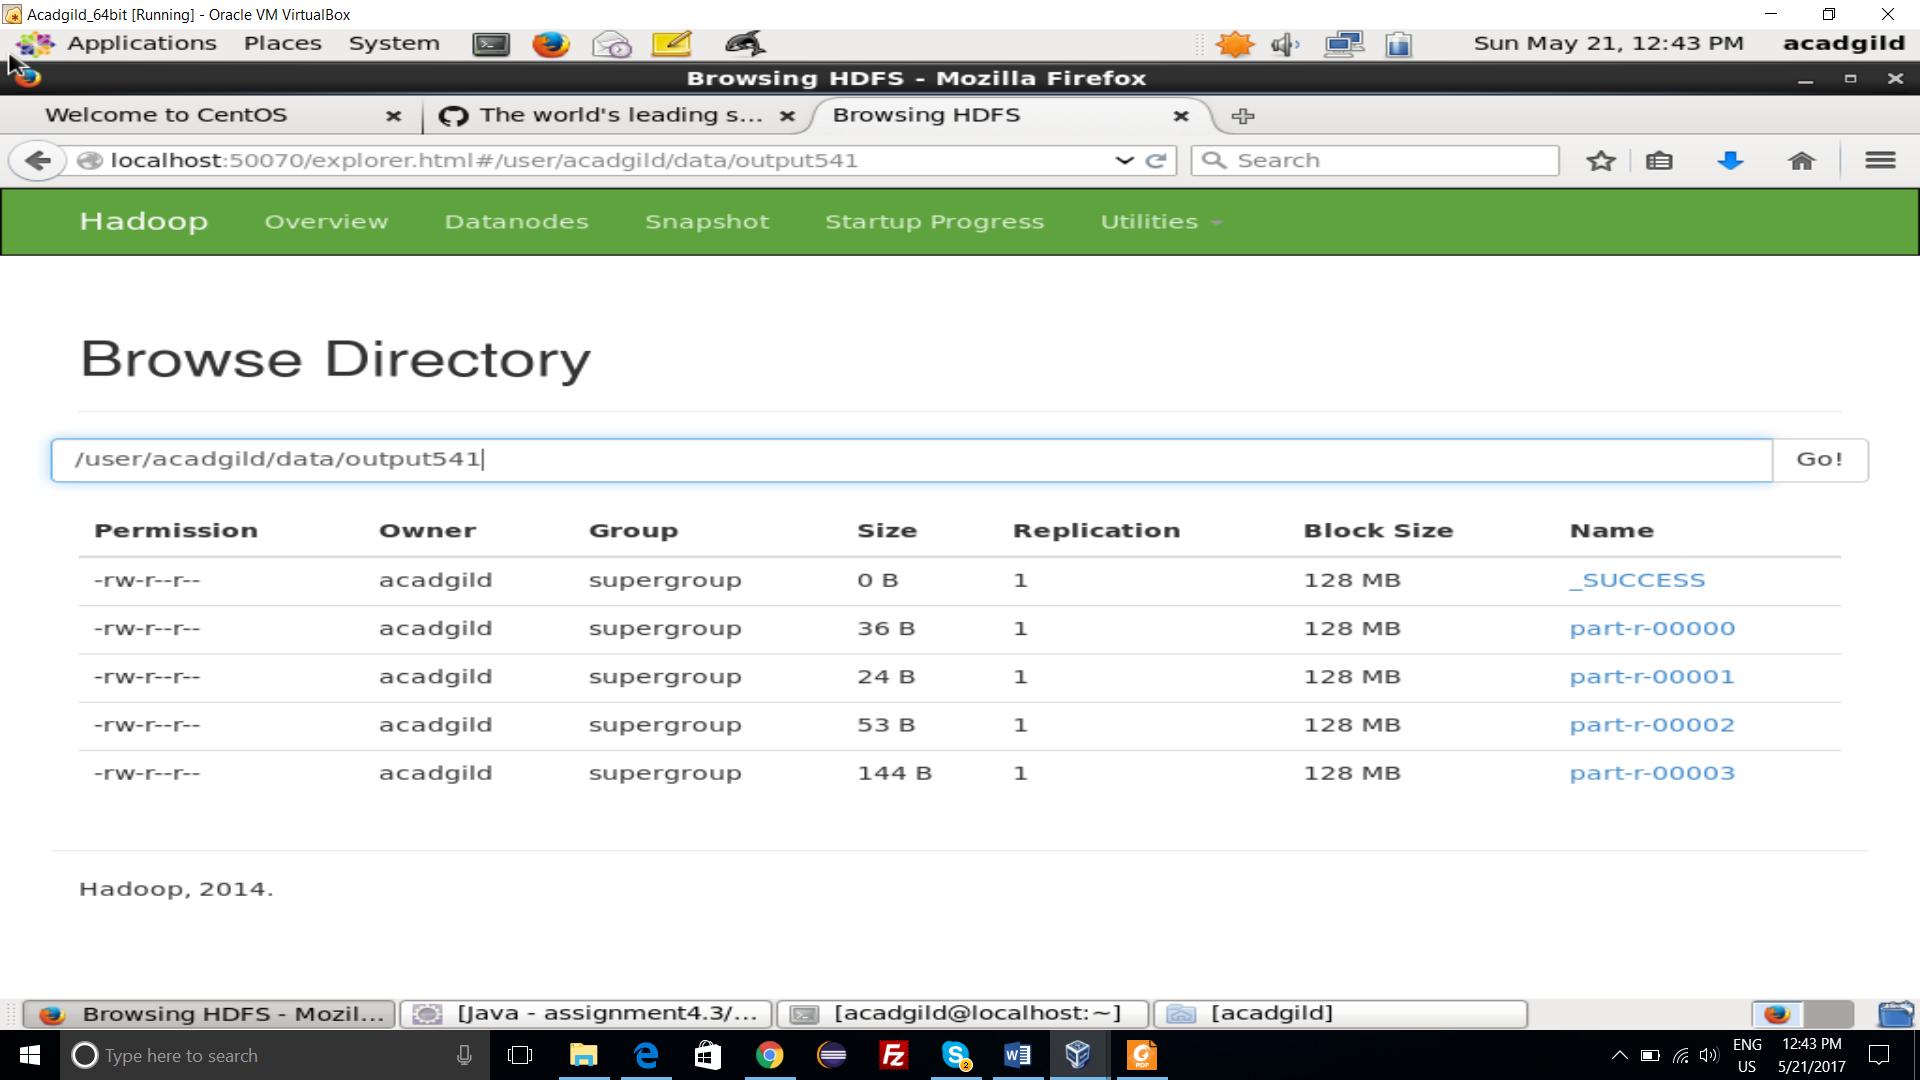 Acadgild_64bit [Running] - Oracle VM VirtualBox
Applications Places System Sun May 21, 12:43 PM acadgild
Browsing HDFS - Mozilla Firefox
Welcome to CentOS The world's leading s... Browsing HDFS
localhost:50070/explorer.html#/user/acadgild/data/output541 Search
Hadoop Overview Datanodes Snapshot Startup Progress Utilities
Browse Directory
/user/acadgild/data/output541 Go!
Permission Owner Group Size Replication Block Size Name
-rw-r--r-- acadgild supergroup 0 B 1 128 MB _SUCCESS
-rw-r--r-- acadgild supergroup 36 B 1 128 MB part-r-00000
-rw-r--r-- acadgild supergroup 24 B 1 128 MB part-r-00001
-rw-r--r-- acadgild supergroup 53 B 1 128 MB part-r-00002
-rw-r--r-- acadgild supergroup 144 B 1 128 MB part-r-00003
Hadoop, 2014.
Browsing HDFS - Mozil... [Java - assignment4.3/... [acadgild@localhost:~] [acadgild]
Type here to search 2 ENG 12:43 PM
US 5/21/2017